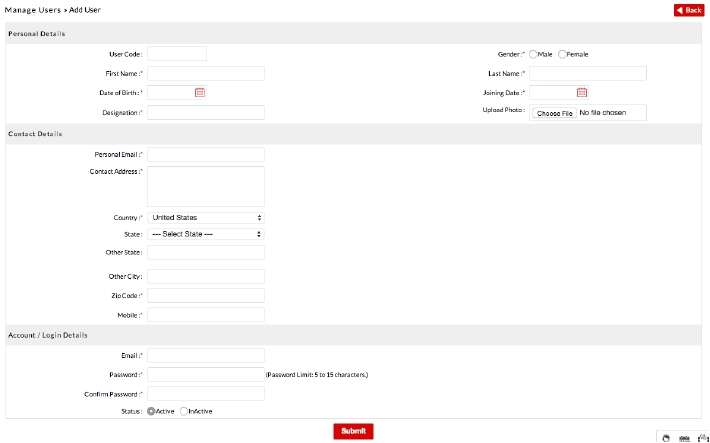 Manage Users > Add User
Back
Personal Details
User Code:
Gender:* Male Female
First Name:*
Last Name:*
Date of Birth:*
Joining Date:*
Designation:*
Upload Photo: Choose File No file chosen
Contact Details
Personal Email:*
Contact Address:*
Country:* United States
State: --- Select State ---
Other State:
Other City:
Zip Code:*
Mobile:*
Account / Login Details
Email:*
Password:* (Password Limit: 5 to 15 characters.)
Confirm Password:*
Status: Active InActive
Submit